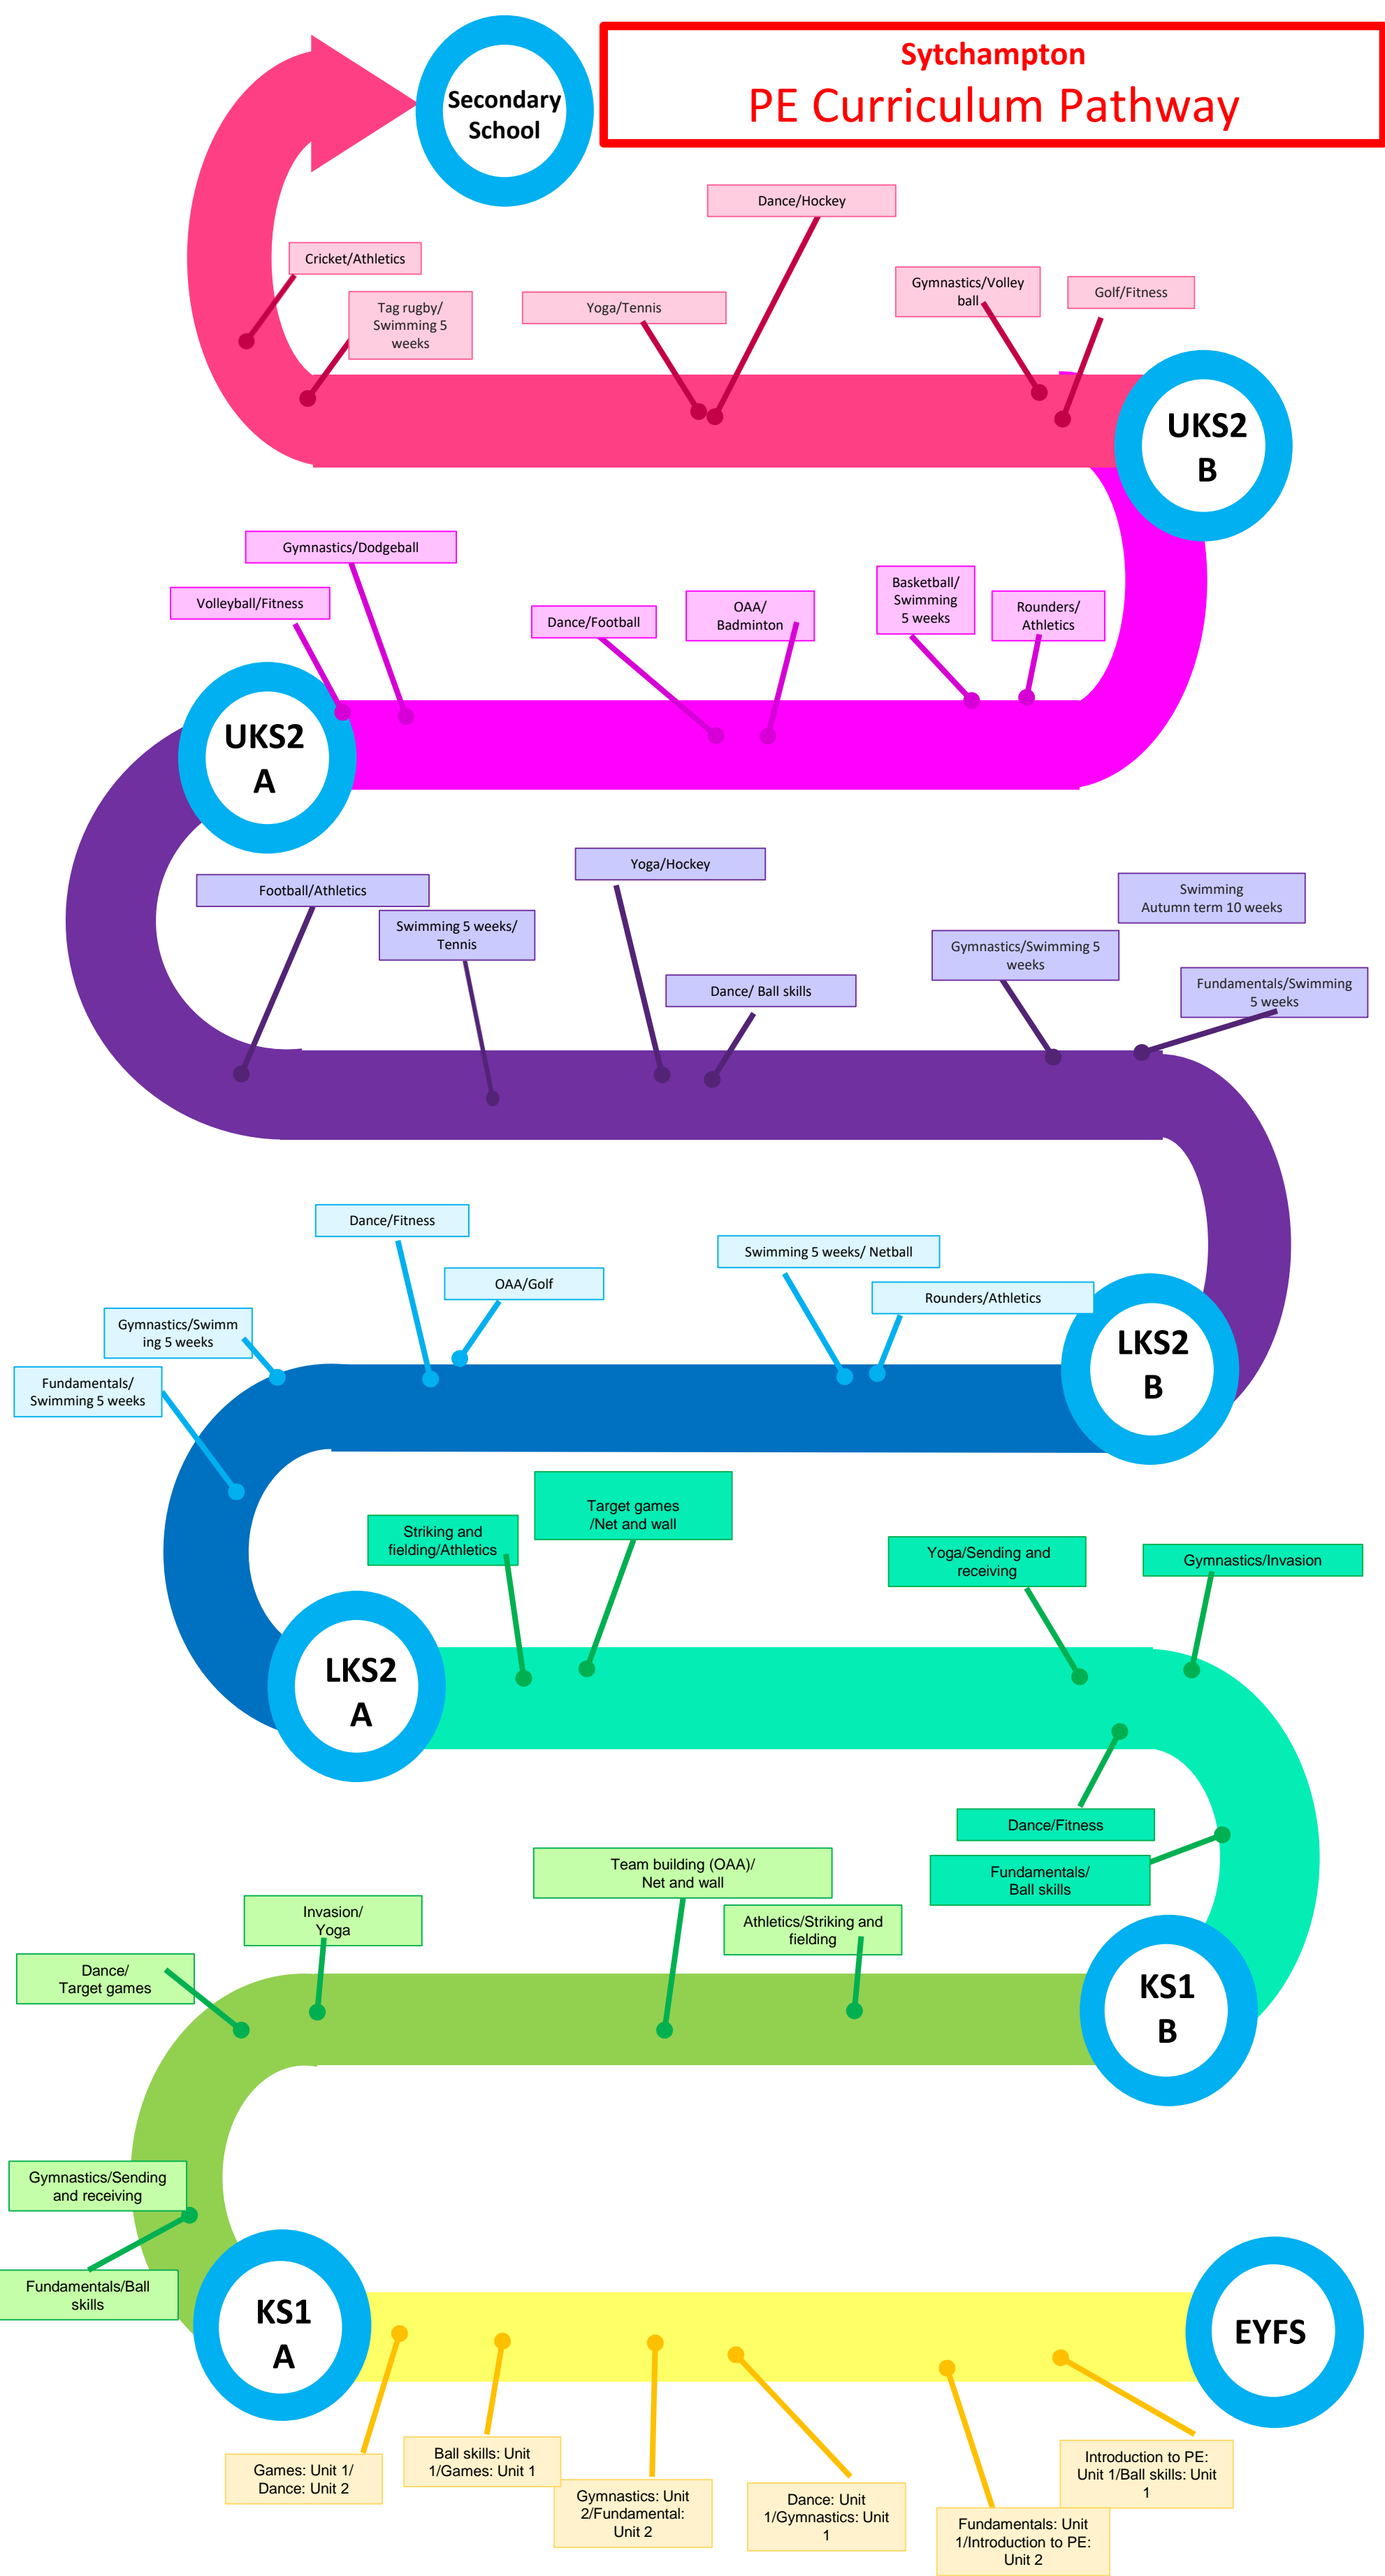 Sytchampton
PE Curriculum Pathway
Secondary
School
Dance/Hockey
Cricket/Athletics
Tag rugby/
Swimming 5
weeks
Yoga/Tennis
Gymnastics/Volley
ball
Golf/Fitness
UKS2
B
Gymnastics/Dodgeball
Volleyball/Fitness
Dance/Football
OAA/
Badminton
Basketball/
Swimming
5 weeks
Rounders/
Athletics
UKS2
A
Football/Athletics
Swimming 5 weeks/
Tennis
Yoga/Hockey
Dance/ Ball skills
Swimming
Autumn term 10 weeks
Gymnastics/Swimming 5
weeks
Fundamentals/Swimming
5 weeks
Dance/Fitness
OAA/Golf
Swimming 5 weeks/ Netball
Rounders/Athletics
Gymnastics/Swimm
ing 5 weeks
Fundamentals/
Swimming 5 weeks
LKS2
B
Striking and
fielding/Athletics
Target games
/Net and wall
Yoga/Sending and
receiving
Gymnastics/Invasion
LKS2
A
Dance/Fitness
Fundamentals/
Ball skills
Team building (OAA)/
Net and wall
Athletics/Striking and
fielding
Invasion/
Yoga
Dance/
Target games
KS1
B
Gymnastics/Sending
and receiving
Fundamentals/Ball
skills
KS1
A
EYFS
Games: Unit 1/
Dance: Unit 2
Ball skills: Unit
1/Games: Unit 1
Gymnastics: Unit
2/Fundamental:
Unit 2
Dance: Unit
1/Gymnastics: Unit
1
Fundamentals: Unit
1/Introduction to PE:
Unit 2
Introduction to PE:
Unit 1/Ball skills: Unit
1